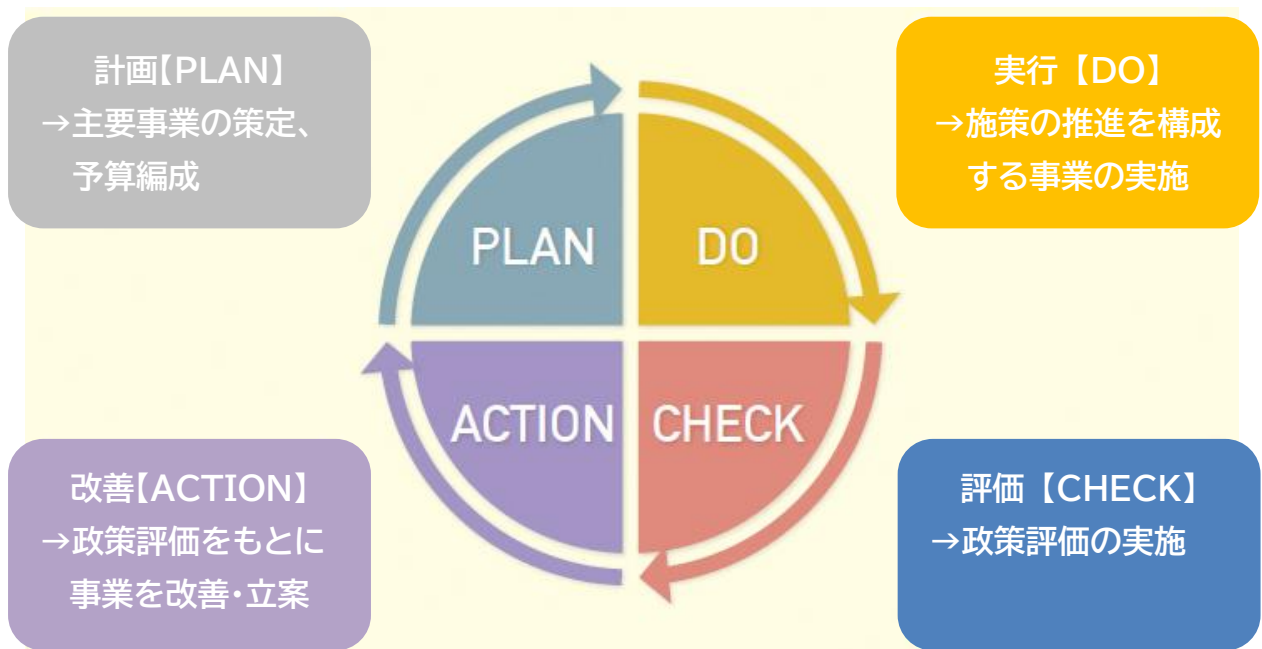 計画【PLAN】
→主要事業の策定、
予算編成
実行【DO】
→施策の推進を構成
する事業の実施
PLAN
DO
ACTION
CHECK
改善【ACTION】
→政策評価をもとに
事業を改善・立案
評価【CHECK】
→政策評価の実施